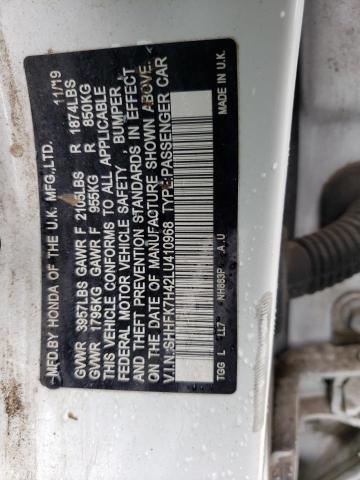 MFD.BY HONDA OF THE U.K. MFG.,LTD. 11/19
GVWR 3957LBS GAWR F 2105LBS R 1874LBS
GVWR 1795KG GAWR F 955KG R 850KG
THIS VEHICLE CONFORMS TO ALL APPLICABLE
FEDERAL MOTOR VEHICLE SAFETY, BUMPER,
AND THEFT PREVENTION STANDARDS IN EFFECT
ON THE DATE OF MANUFACTURE SHOWN ABOVE.
V.I.N.:SHHFK7H42LU410968 TYPE:PASSENGER CAR
TGG L 1L7 NH883P A.U MADE IN U.K.